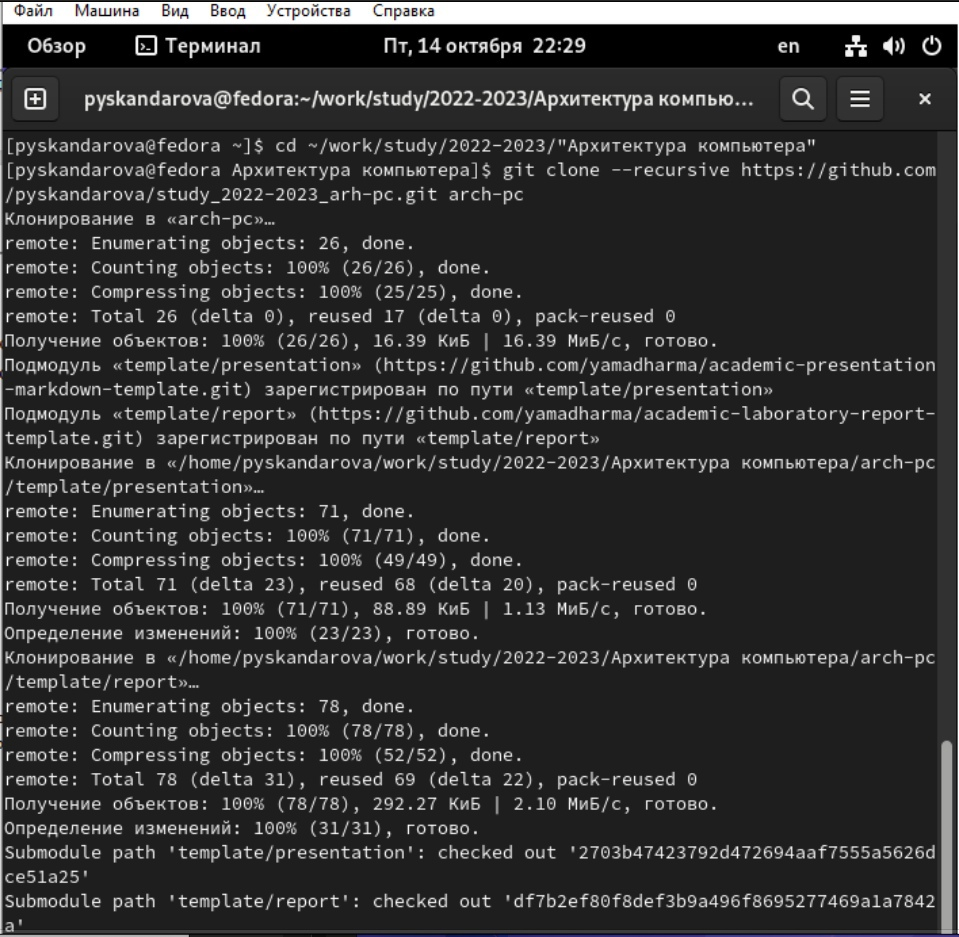 Файл Машина Вид Ввод Устройства Справка
Обзор Терминал Пт, 14 октября 22:29 en
pyskandarova@fedora:~/work/study/2022-2023/Архитектура компью...
[pyskandarova@fedora ~]$ cd ~/work/study/2022-2023/"Архитектура компьютера"
[pyskandarova@fedora Архитектура компьютера]$ git clone --recursive https://github.com
/pyskandarova/study_2022-2023_arh-pc.git arch-pc
Клонирование в «arch-pc»…
remote: Enumerating objects: 26, done.
remote: Counting objects: 100% (26/26), done.
remote: Compressing objects: 100% (25/25), done.
remote: Total 26 (delta 0), reused 17 (delta 0), pack-reused 0
Получение объектов: 100% (26/26), 16.39 КиБ | 16.39 МиБ/с, готово.
Подмодуль «template/presentation» (https://github.com/yamadharma/academic-presentation
-markdown-template.git) зарегистрирован по пути «template/presentation»
Подмодуль «template/report» (https://github.com/yamadharma/academic-laboratory-report-
template.git) зарегистрирован по пути «template/report»
Клонирование в «/home/pyskandarova/work/study/2022-2023/Архитектура компьютера/arch-pc
/template/presentation»…
remote: Enumerating objects: 71, done.
remote: Counting objects: 100% (71/71), done.
remote: Compressing objects: 100% (49/49), done.
remote: Total 71 (delta 23), reused 68 (delta 20), pack-reused 0
Получение объектов: 100% (71/71), 88.89 КиБ | 1.13 МиБ/с, готово.
Определение изменений: 100% (23/23), готово.
Клонирование в «/home/pyskandarova/work/study/2022-2023/Архитектура компьютера/arch-pc
/template/report»…
remote: Enumerating objects: 78, done.
remote: Counting objects: 100% (78/78), done.
remote: Compressing objects: 100% (52/52), done.
remote: Total 78 (delta 31), reused 69 (delta 22), pack-reused 0
Получение объектов: 100% (78/78), 292.27 КиБ | 2.10 МиБ/с, готово.
Определение изменений: 100% (31/31), готово.
Submodule path 'template/presentation': checked out '2703b47423792d472694aaf7555a5626d
ce51a25'
Submodule path 'template/report': checked out 'df7b2ef80f8def3b9a496f8695277469a1a7842
a'